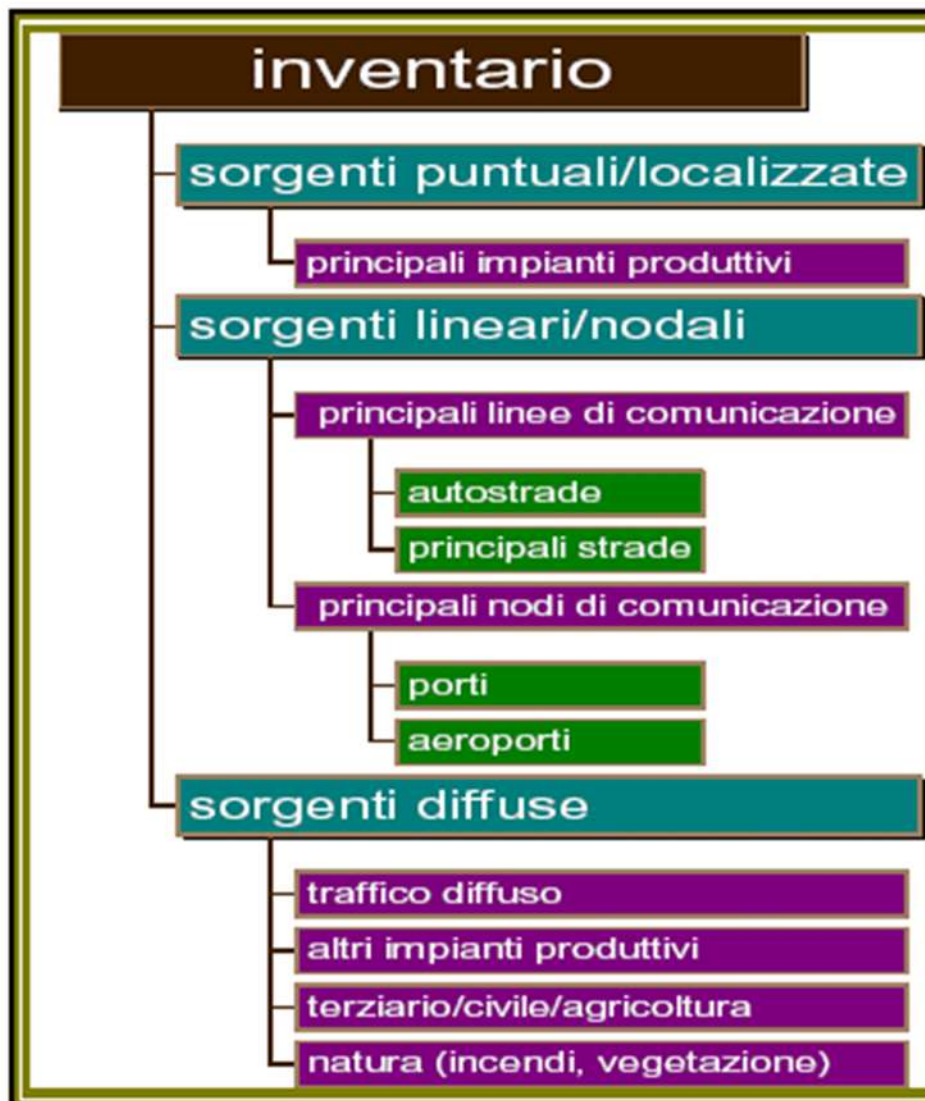 inventario
sorgenti puntuali/localizzate
principali impianti produttivi
sorgenti lineari/nodali
principali linee di comunicazione
autostrade
principali strade
principali nodi di comunicazione
porti
aeroporti
sorgenti diffuse
traffico diffuso
altri impianti produttivi
terziario/civile/agricoltura
natura (incendi, vegetazione)